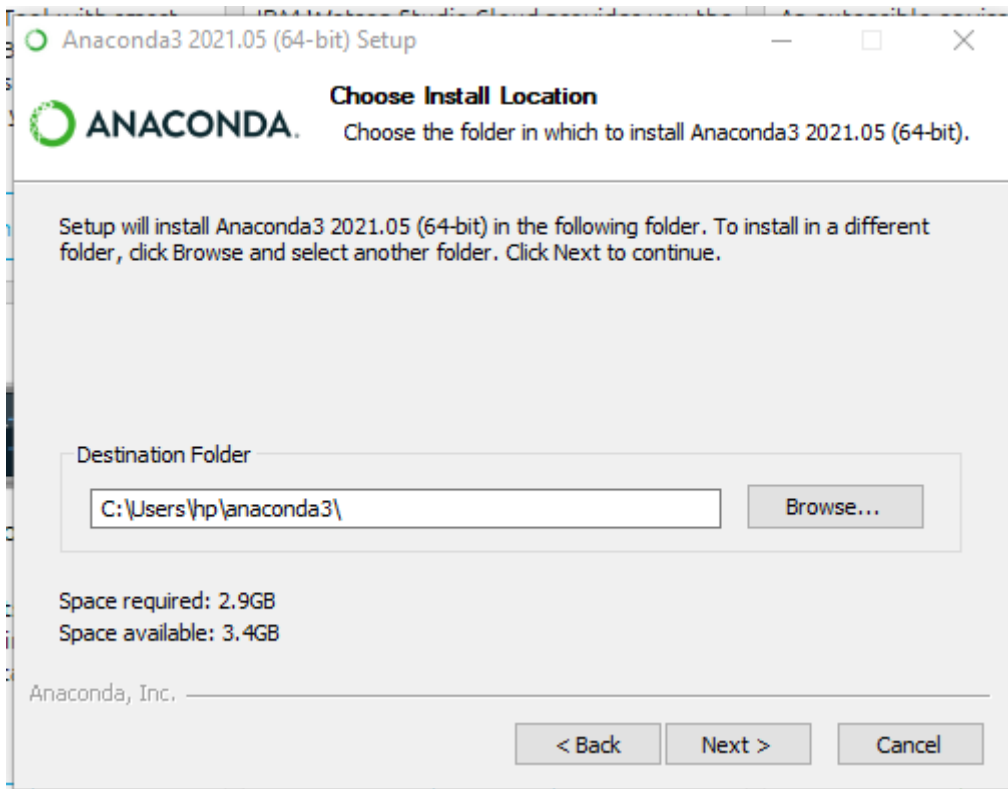 Anaconda3 2021.05 (64-bit) Setup
ANACONDA.
Choose Install Location
Choose the folder in which to install Anaconda3 2021.05 (64-bit).
Setup will install Anaconda3 2021.05 (64-bit) in the following folder. To install in a different
folder, click Browse and select another folder. Click Next to continue.
Destination Folder
C:\Users\hp\anaconda3\
Browse...
Space required: 2.9GB
Space available: 3.4GB
Anaconda, Inc.
< Back
Next >
Cancel